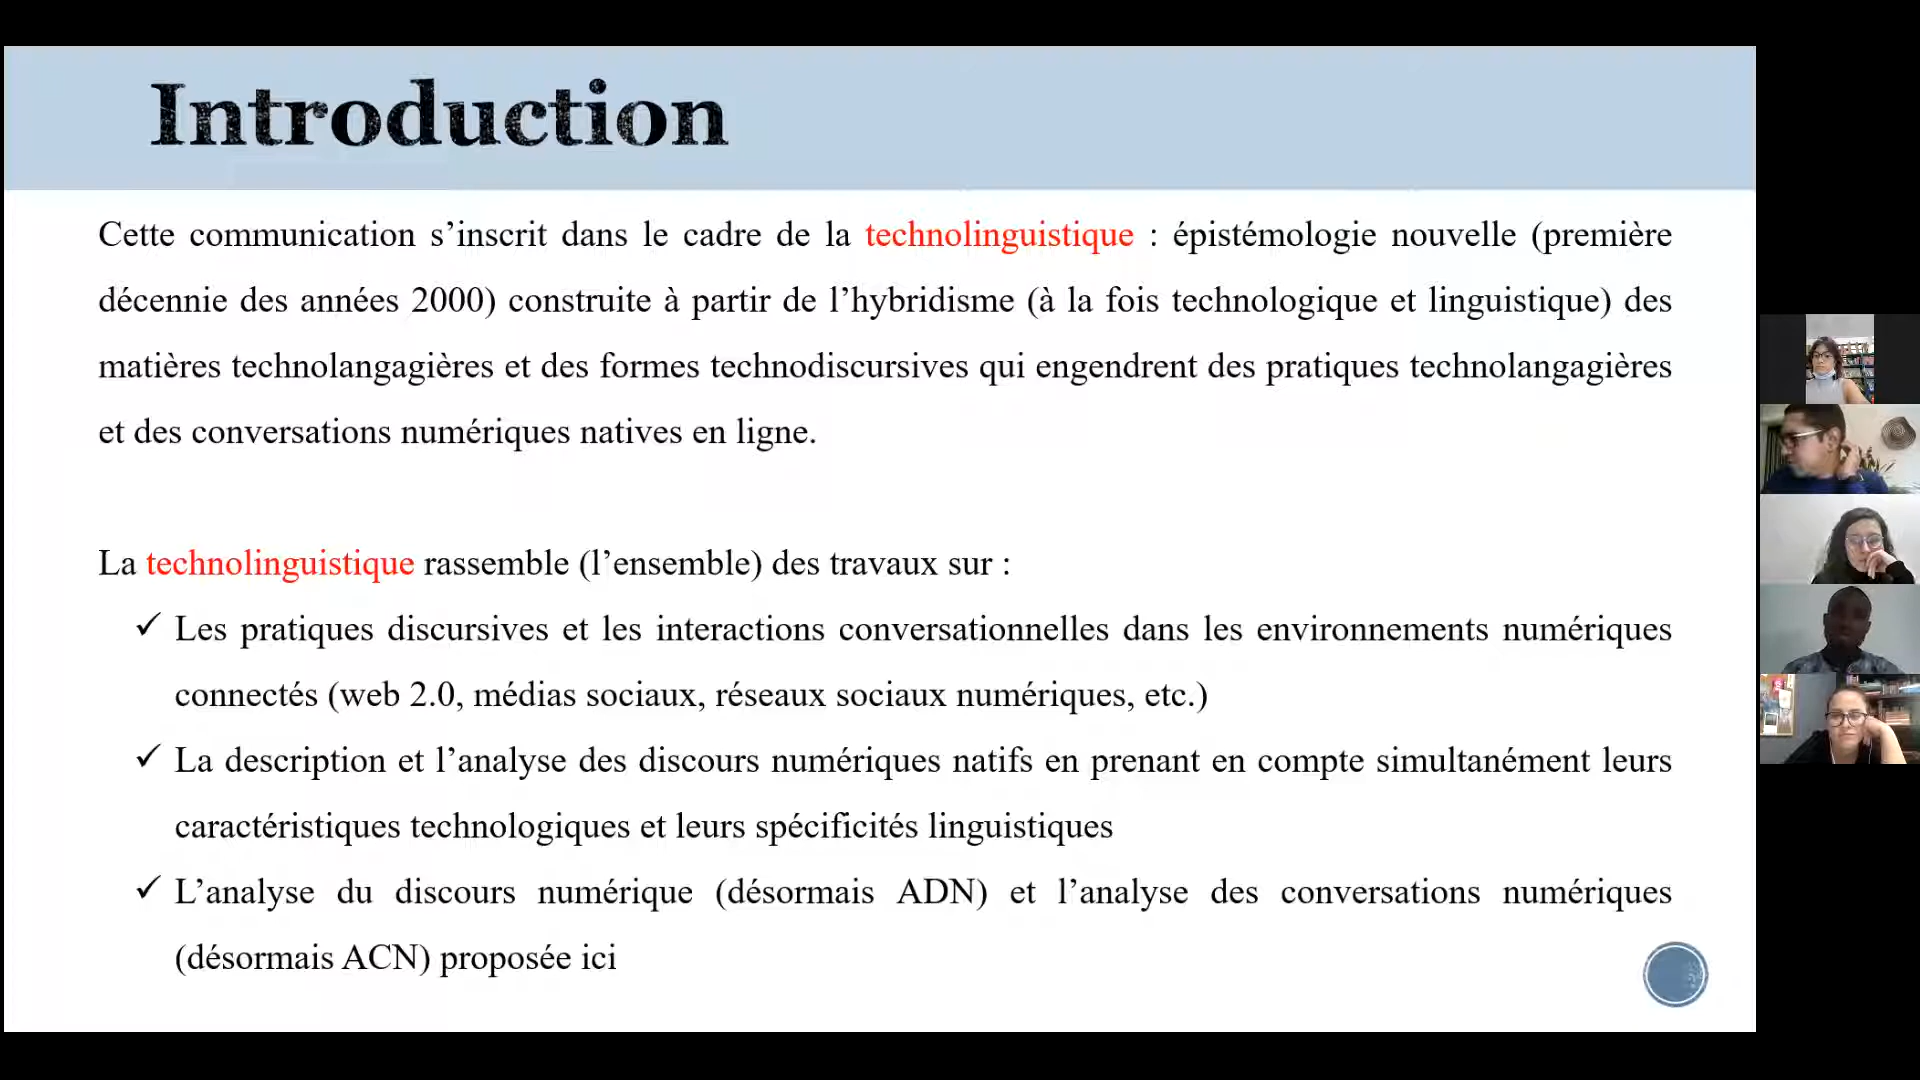 Introduction
Cette communication s’inscrit dans le cadre de la technolinguistique : épistémologie nouvelle (première
décennie des années 2000) construite à partir de l’hybridisme (à la fois technologique et linguistique) des
matières technolangagières et des formes technodiscursives qui engendrent des pratiques technolangagières
et des conversations numériques natives en ligne.
La technolinguistique rassemble (l’ensemble) des travaux sur :
✓ Les pratiques discursives et les interactions conversationnelles dans les environnements numériques
connectés (web 2.0, médias sociaux, réseaux sociaux numériques, etc.)
✓ La description et l’analyse des discours numériques natifs en prenant en compte simultanément leurs
caractéristiques technologiques et leurs spécificités linguistiques
✓ L’analyse du discours numérique (désormais ADN) et l’analyse des conversations numériques
(désormais ACN) proposée ici